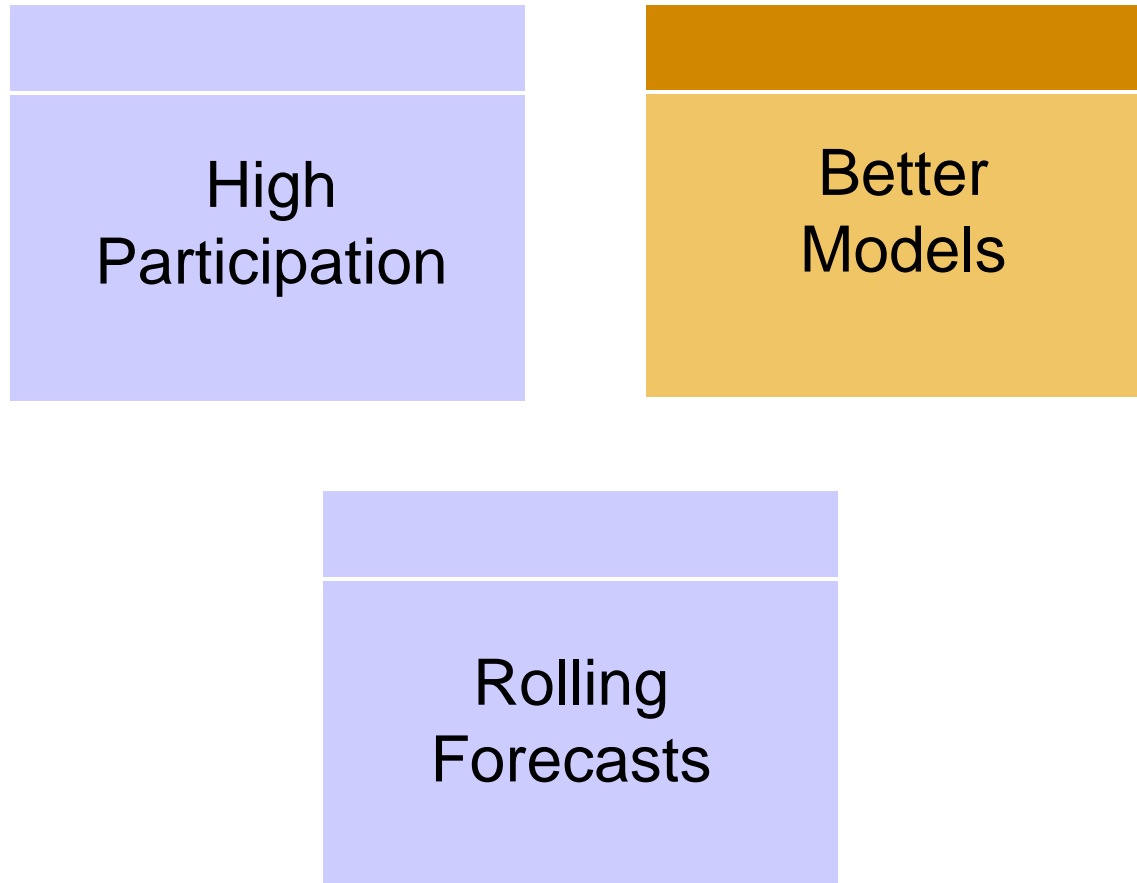 High
Participation
Better
Models
Rolling
Forecasts